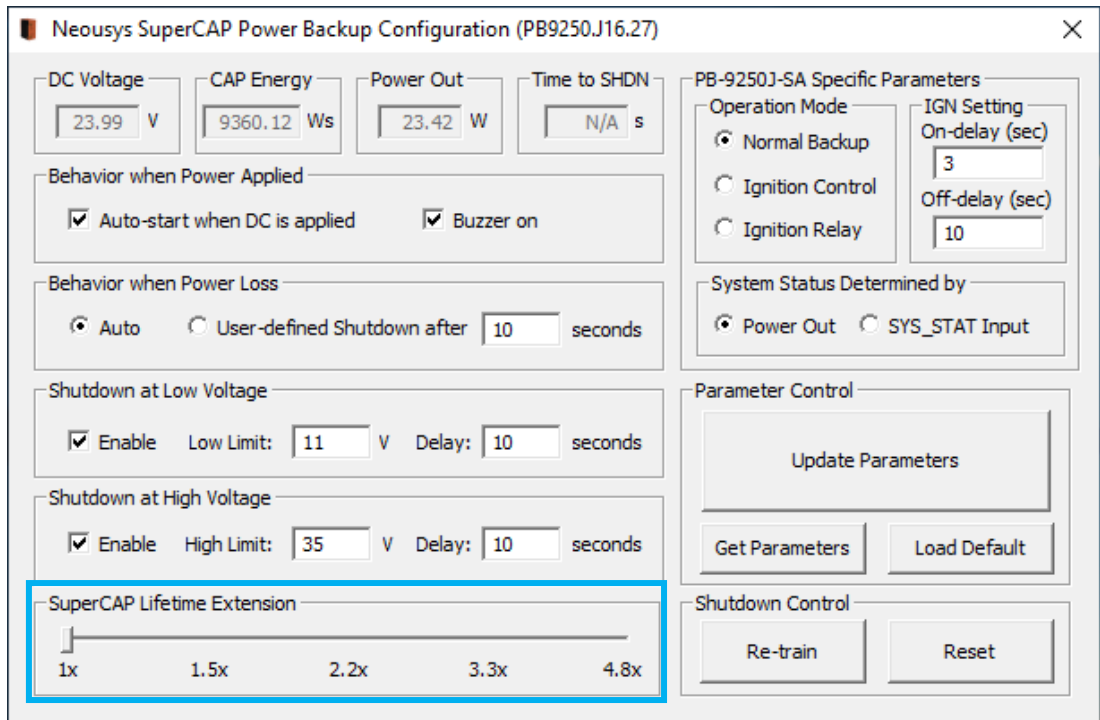 Neousys SuperCAP Power Backup Configuration (PB9250.J16.27)
DC Voltage
23.99 V
CAP Energy
9360.12 Ws
Power Out
23.42 W
Time to SHDN
N/A s
Behavior when Power Applied
Auto-start when DC is applied
Buzzer on
Behavior when Power Loss
Auto
User-defined Shutdown after 10 seconds
Shutdown at Low Voltage
Enable Low Limit: 11 V Delay: 10 seconds
Shutdown at High Voltage
Enable High Limit: 35 V Delay: 10 seconds
SuperCAP Lifetime Extension
1x 1.5x 2.2x 3.3x 4.8x
PB-9250J-SA Specific Parameters
Operation Mode
Normal Backup
Ignition Control
Ignition Relay
IGN Setting
On-delay (sec)
3
Off-delay (sec)
10
System Status Determined by
Power Out
SYS_STAT Input
Parameter Control
Update Parameters
Get Parameters
Load Default
Shutdown Control
Re-train
Reset